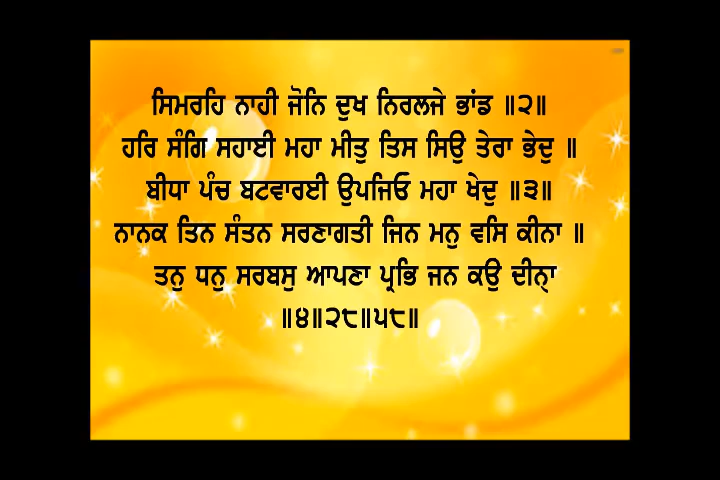 ਸਿਮਰਹਿ ਨਾਹੀ ਜੋਨਿ ਦੁਖ ਨਿਰਲਜੇ ਭਾਂਡ ॥੨॥
ਹਰਿ ਸੰਗਿ ਸਹਾਈ ਮਹਾ ਮੀਤੁ ਤਿਸ ਸਿਉ ਤੇਰਾ ਭੇਦੁ ॥
ਬੀਧਾ ਪੰਚ ਬਟਵਾਰਈ ਉਪਜਿਓ ਮਹਾ ਖੇਦੁ ॥੩॥
ਨਾਨਕ ਤਿਨ ਸੰਤਨ ਸਰਣਾਗਤੀ ਜਿਨ ਮਨੁ ਵਸਿ ਕੀਨਾ ॥
ਤਨੁ ਧਨੁ ਸਰਬਸੁ ਆਪਣਾ ਪ੍ਰਭਿ ਜਨ ਕਉ ਦੀਨ੍ਾ
॥੪॥੨੮॥੫੮॥